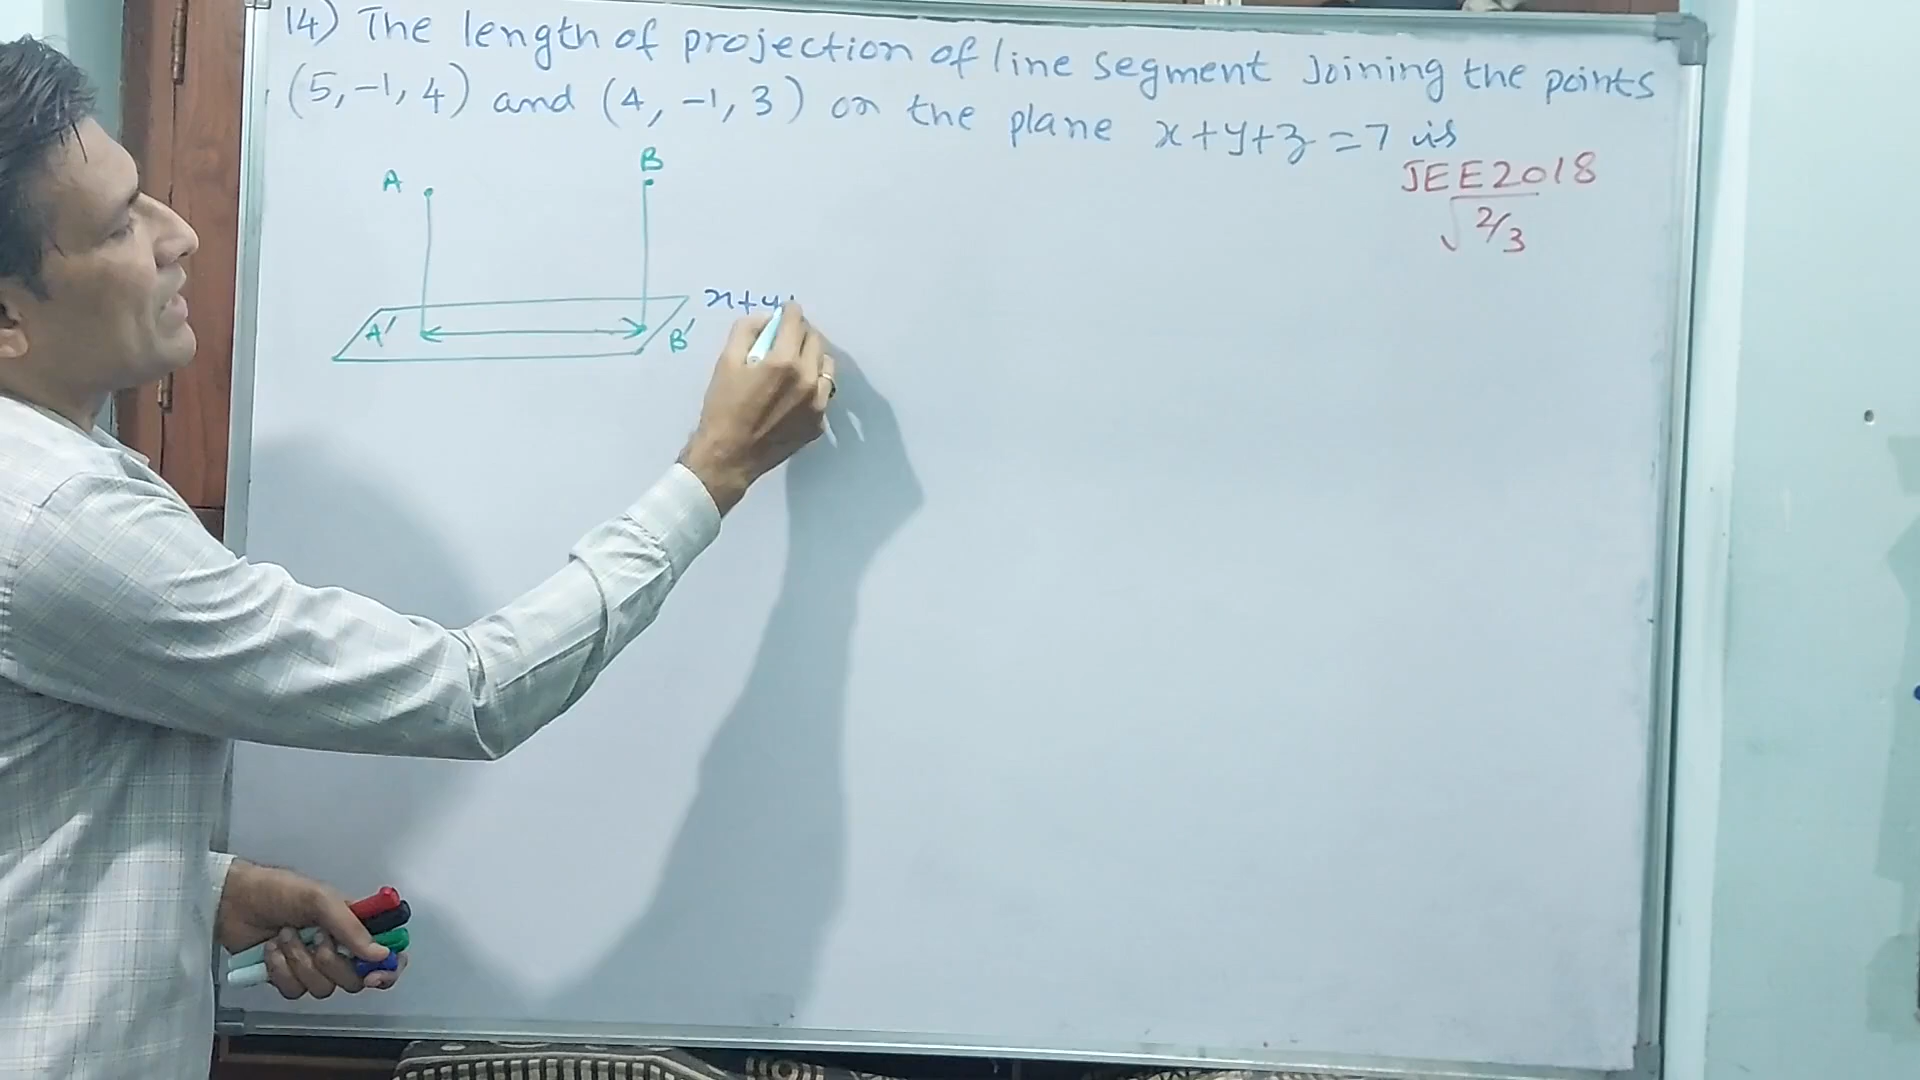 14) The length of projection of line segment Joining the points
(5,-1,4) and (4,-1,3) on the plane x+y+z=7 is
JEE2018
√2/3
A
B
x+y+
A'
B'